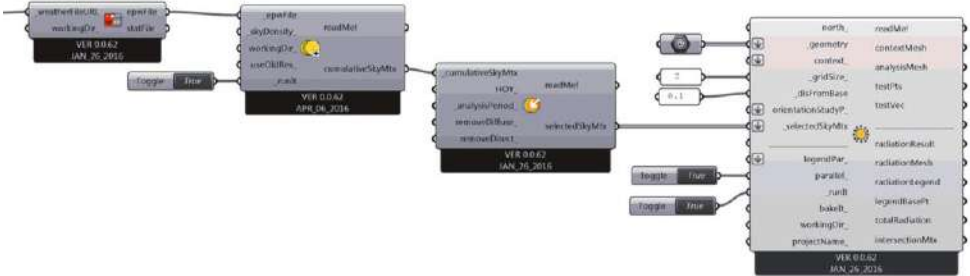 _weatherFileURL epwFile
workingDir_ statFile
VER 0.0.62
JAN_26_2016
_epwFile
_skyDensity_ readMe!
workingDir_
useOldRes_ cumulativeSkyMtx
_runIt
VER 0.0.62
APR_06_2016
Toggle True
_cumulativeSkyMtx
HOY_ readMe!
_analysisPeriod_
removeDiffuse_ selectedSkyMtx
removeDirect_
VER 0.0.62
JAN_26_2016
2
0.1
Toggle True
Toggle True
north_ readMe!
_geometry contextMesh
context_ analysisMesh
_gridSize_ testPts
_disFromBase testVec
orientationStudyP_
_selectedSkyMtx
radiationResult
legendPar_ radiationMesh
parallel_ radiationLegend
_runIt legendBasePt
bakeIt_ totalRadiation
workingDir_
projectName_ intersectionMtx
VER 0.0.62
JAN_26_2016